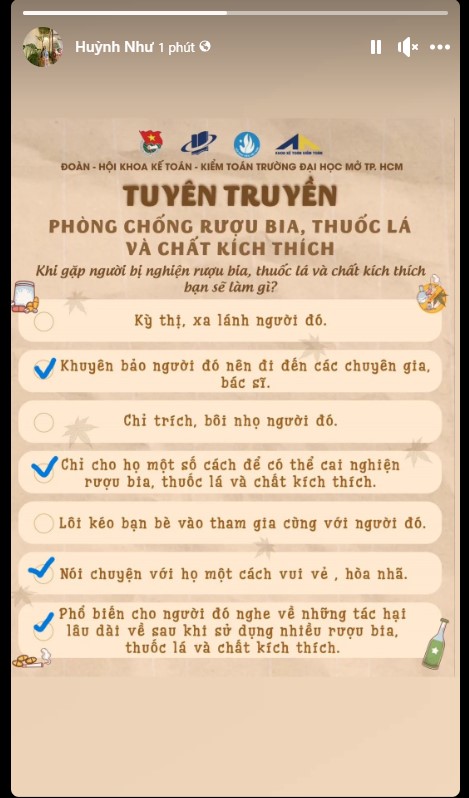 Huỳnh Như 1 phút
KHOA KẾ TOÁN KIỂM TOÁN
ĐOÀN - HỘI KHOA KẾ TOÁN - KIỂM TOÁN TRƯỜNG ĐẠI HỌC MỞ TP. HCM
TUYÊN TRUYỀN
PHÒNG CHỐNG RƯỢU BIA, THUỐC LÁ
VÀ CHẤT KÍCH THÍCH
Khi gặp người bị nghiện rượu bia, thuốc lá và chất kích thích
bạn sẽ làm gì?
Kỳ thị, xa lánh người đó.
Khuyên bảo người đó nên đi đến các chuyên gia,
bác sĩ.
Chỉ trích, bôi nhọ người đó.
Chỉ cho họ một số cách để có thể cai nghiện
rượu bia, thuốc lá và chất kích thích.
Lôi kéo bạn bè vào tham gia cùng với người đó.
Nói chuyện với họ một cách vui vẻ , hòa nhã.
Phổ biến cho người đó nghe về những tác hại
lâu dài về sau khi sử dụng nhiều rượu bia,
thuốc lá và chất kích thích.